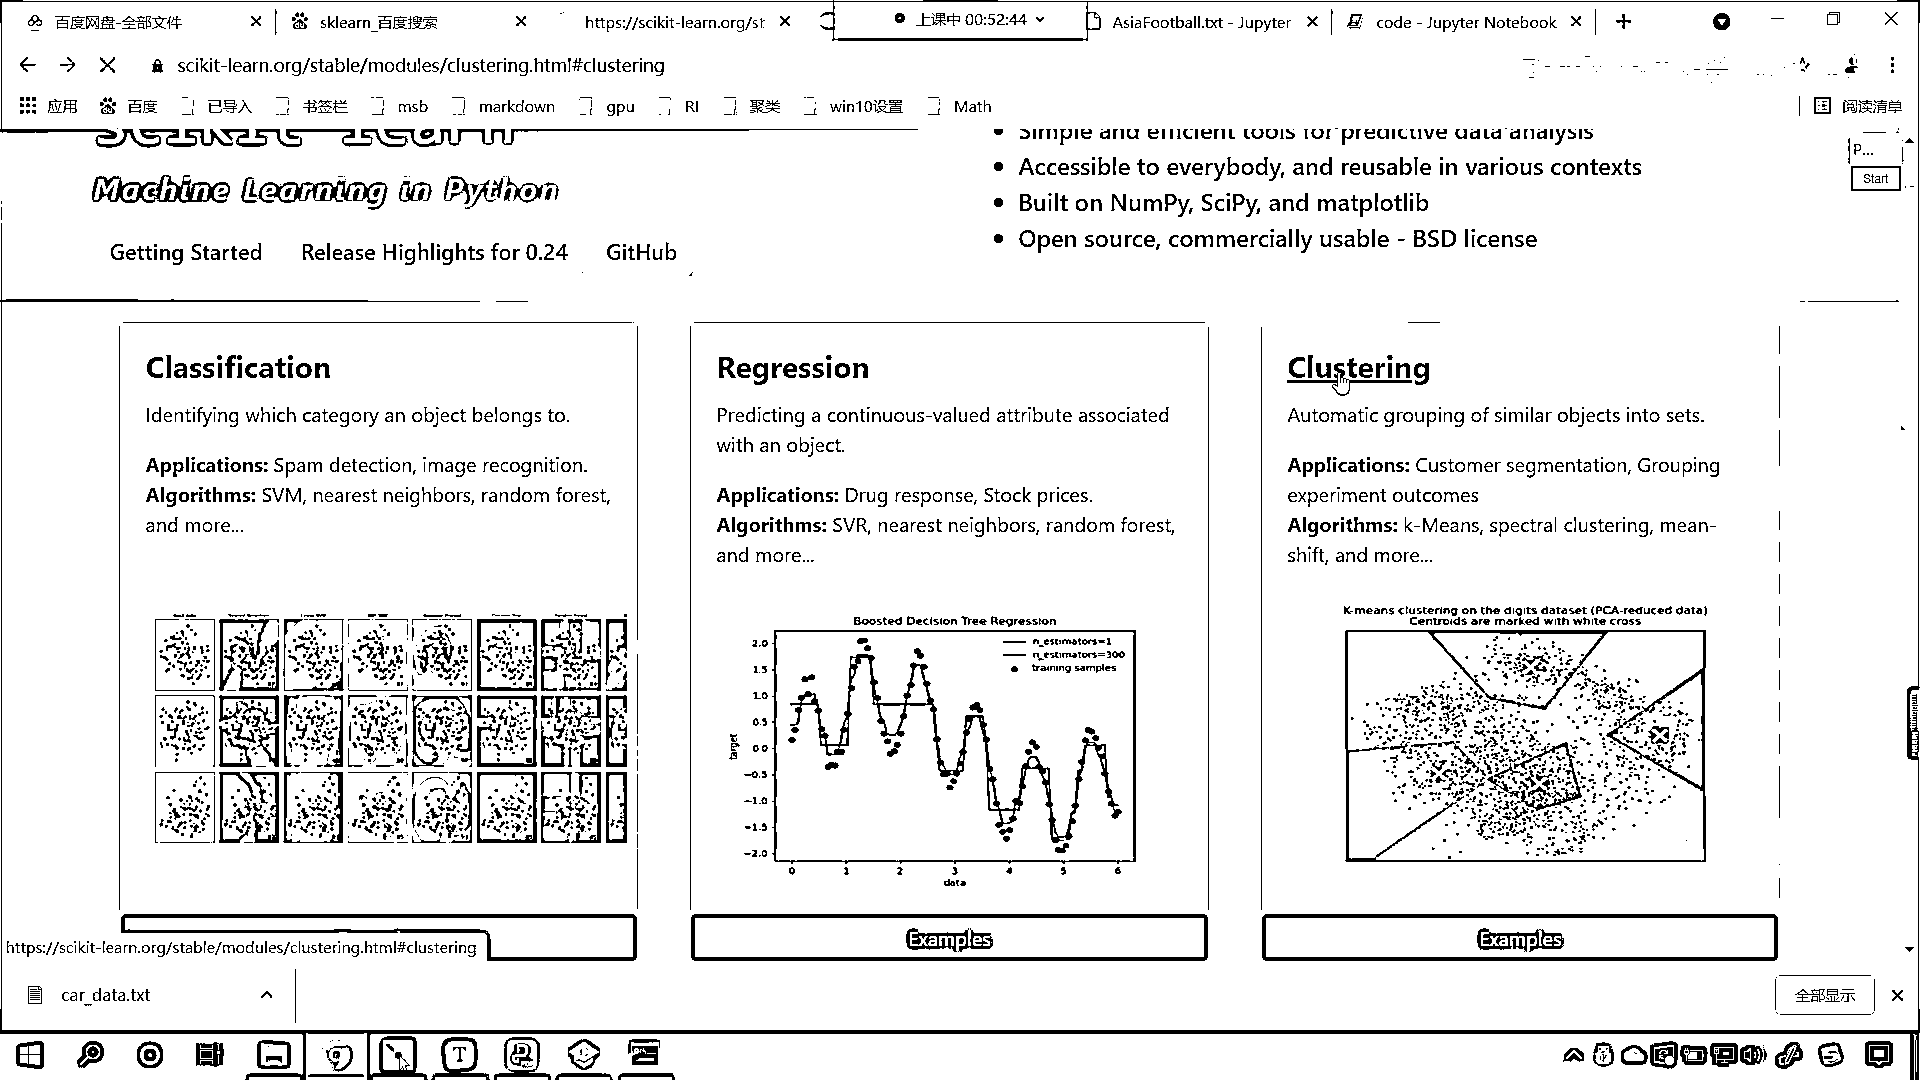 百度网盘-全部文件
sklearn_百度搜索
https://scikit-learn.org/st
上课中 00:52:44
AsiaFootball.txt - Jupyter
code - Jupyter Notebook
scikit-learn.org/stable/modules/clustering.html#clustering
应用
百度
已导入
书签栏
msb
markdown
gpu
RI
聚类
win10设置
Math
阅读清单
scikit-learn
Machine Learning in Python
Getting Started
Release Highlights for 0.24
GitHub
Simple and efficient tools for predictive data analysis
Accessible to everybody, and reusable in various contexts
Built on NumPy, SciPy, and matplotlib
Open source, commercially usable - BSD license
P...
Start
Classification
Identifying which category an object belongs to.
Applications: Spam detection, image recognition.
Algorithms: SVM, nearest neighbors, random forest,
and more...
Regression
Predicting a continuous-valued attribute associated
with an object.
Applications: Drug response, Stock prices.
Algorithms: SVR, nearest neighbors, random forest,
and more...
Boosted Decision Tree Regression
n_estimators=1
n_estimators=300
training samples
target
2.0
1.5
1.0
0.5
0.0
−0.5
−1.0
−1.5
−2.0
0 1 2 3 4 5 6
data
Examples
Clustering
Automatic grouping of similar objects into sets.
Applications: Customer segmentation, Grouping
experiment outcomes
Algorithms: k-Means, spectral clustering, mean-
shift, and more...
K-means clustering on the digits dataset (PCA-reduced data)
Centroids are marked with white cross
Examples
https://scikit-learn.org/stable/modules/clustering.html#clustering
car_data.txt
全部显示